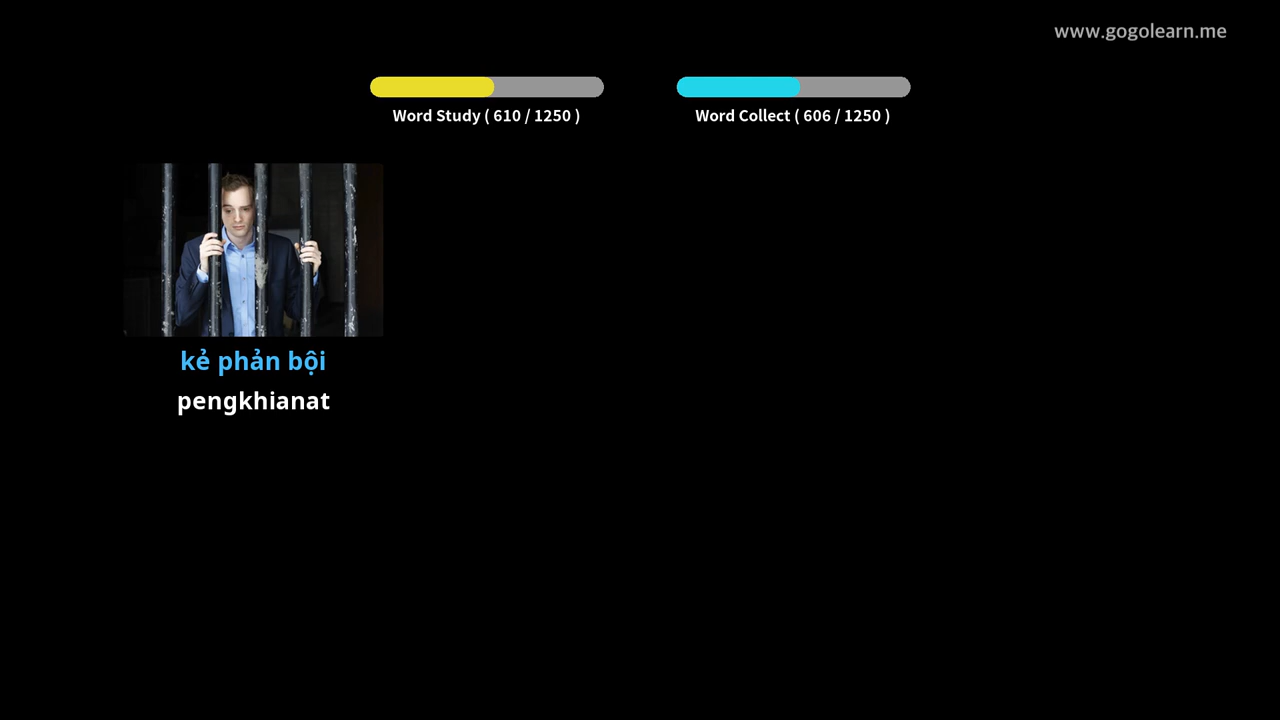 www.gogolearn.me
Word Study ( 610 / 1250 )
Word Collect ( 606 / 1250 )
kẻ phản bội
pengkhianat